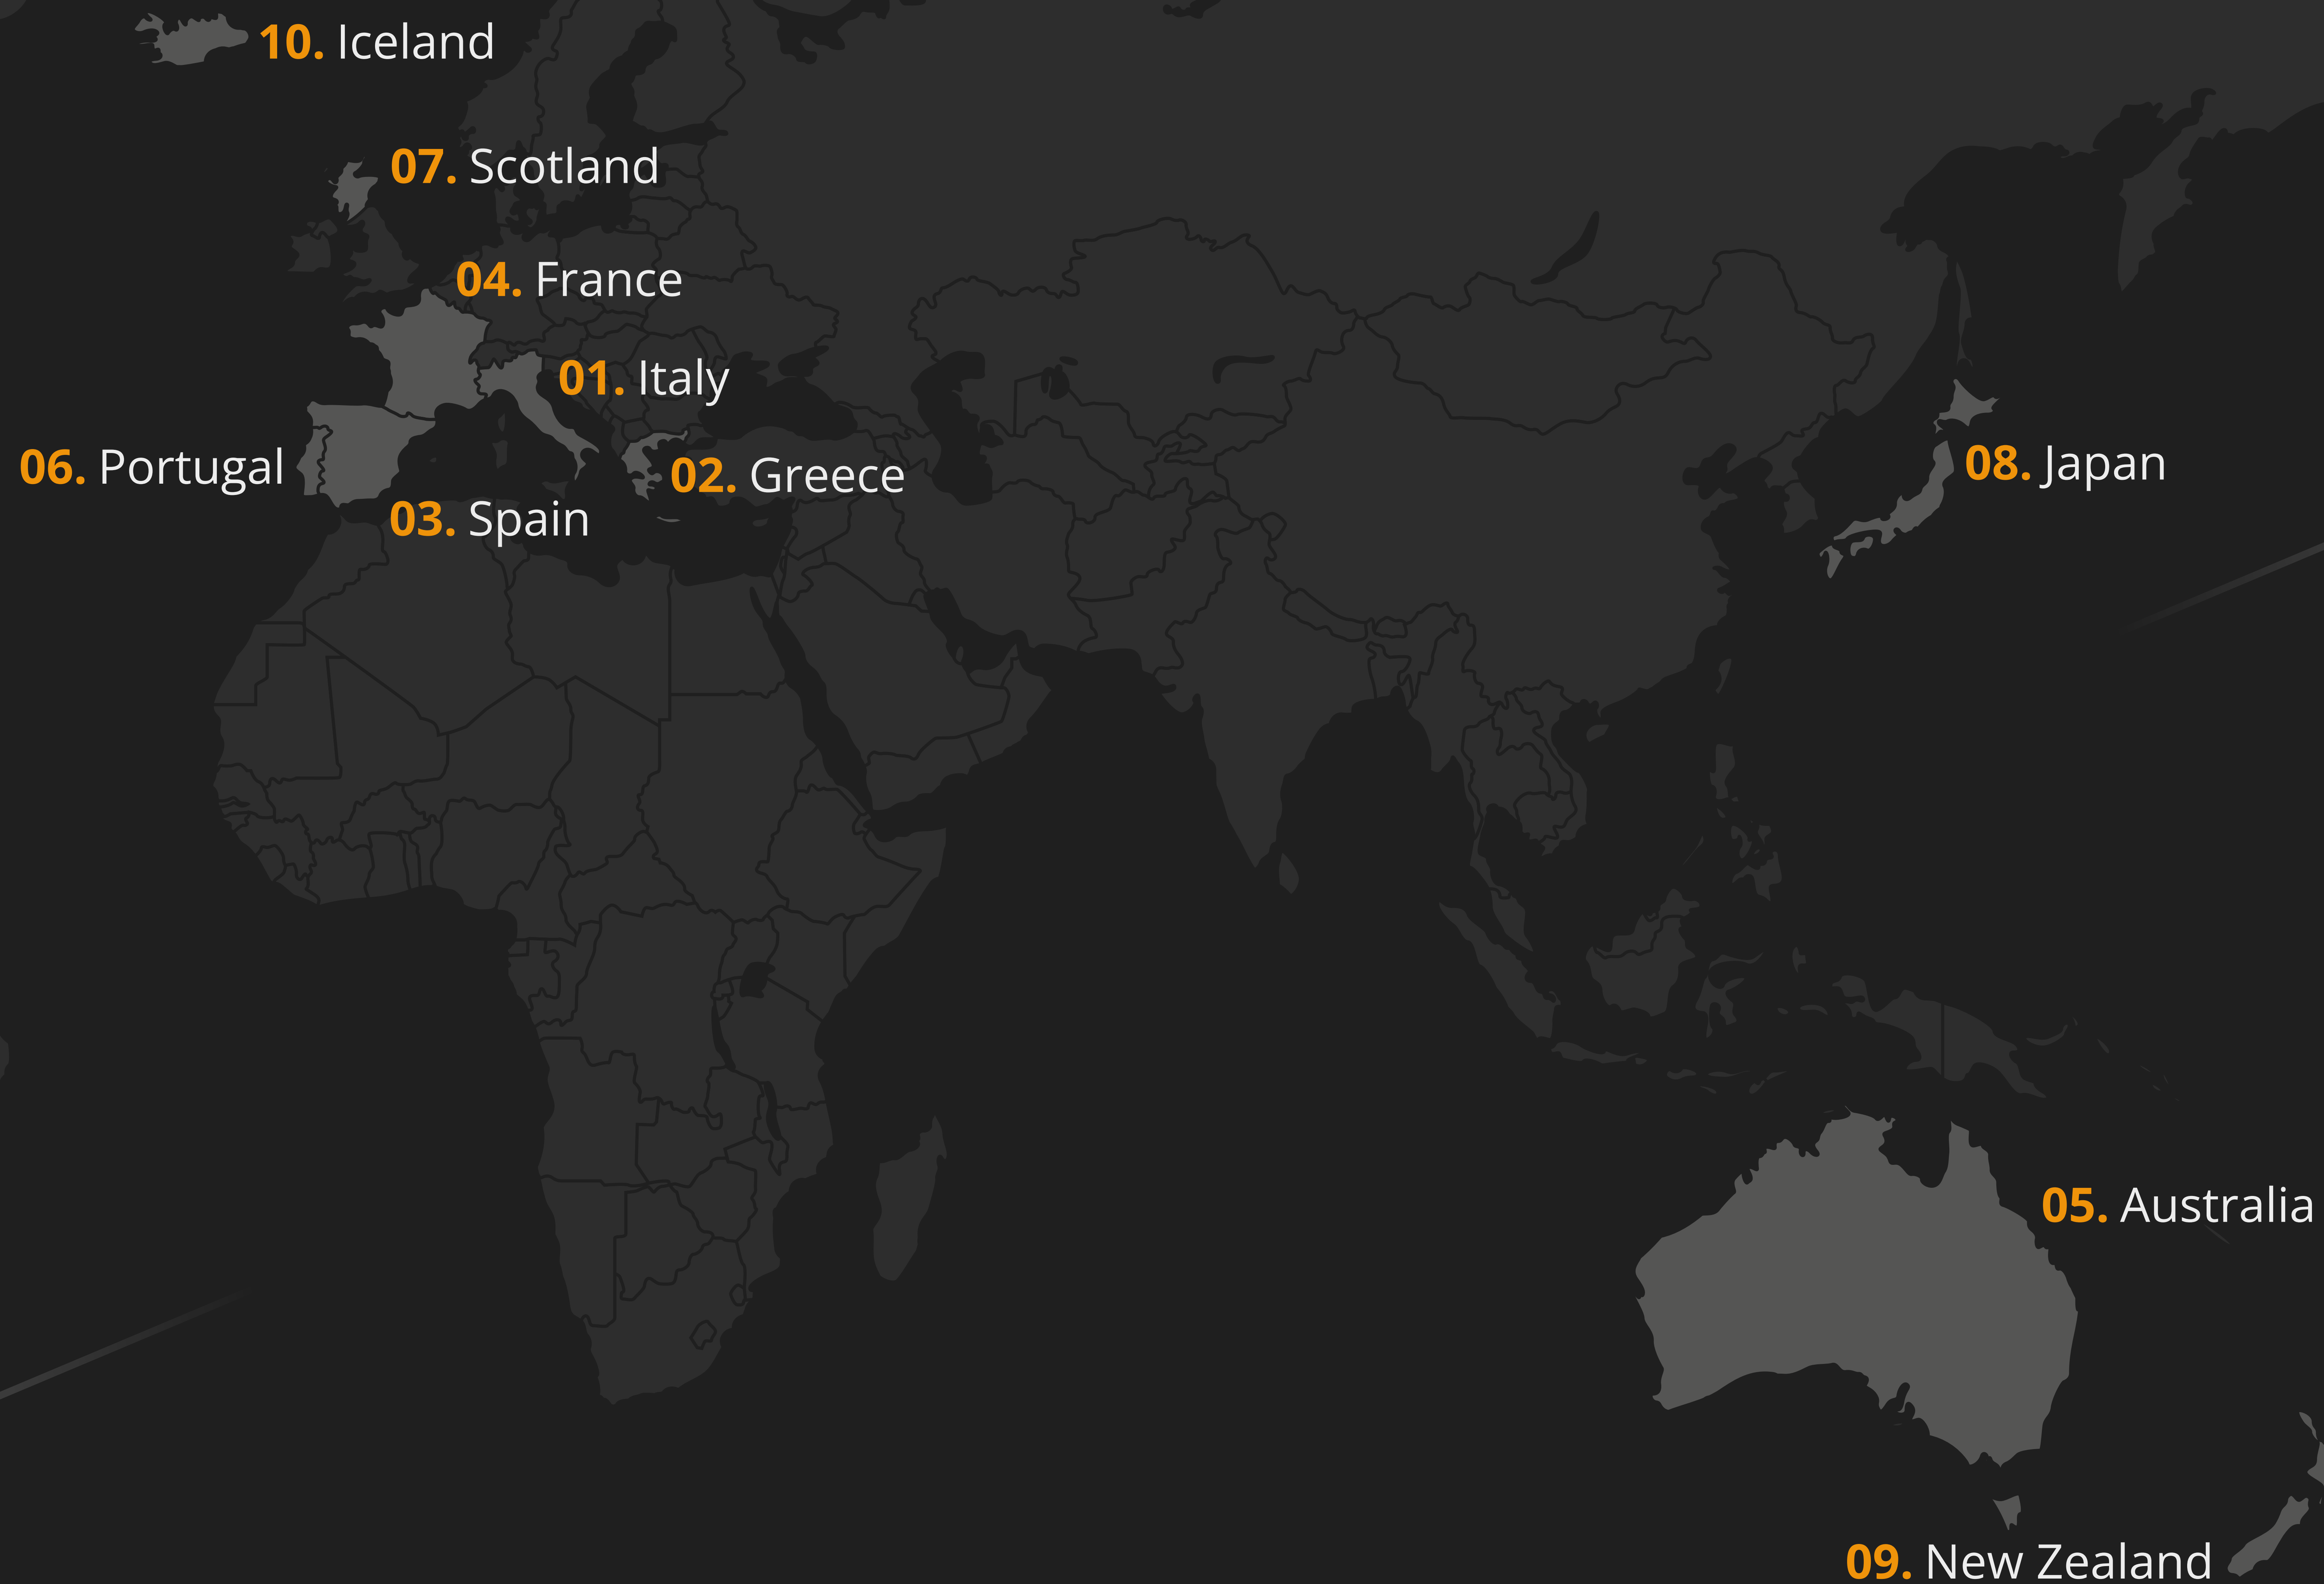 10. Iceland
07. Scotland
04. France
01. Italy
06. Portugal
02. Greece
08. Japan
03. Spain
05. Australia
09. New Zealand